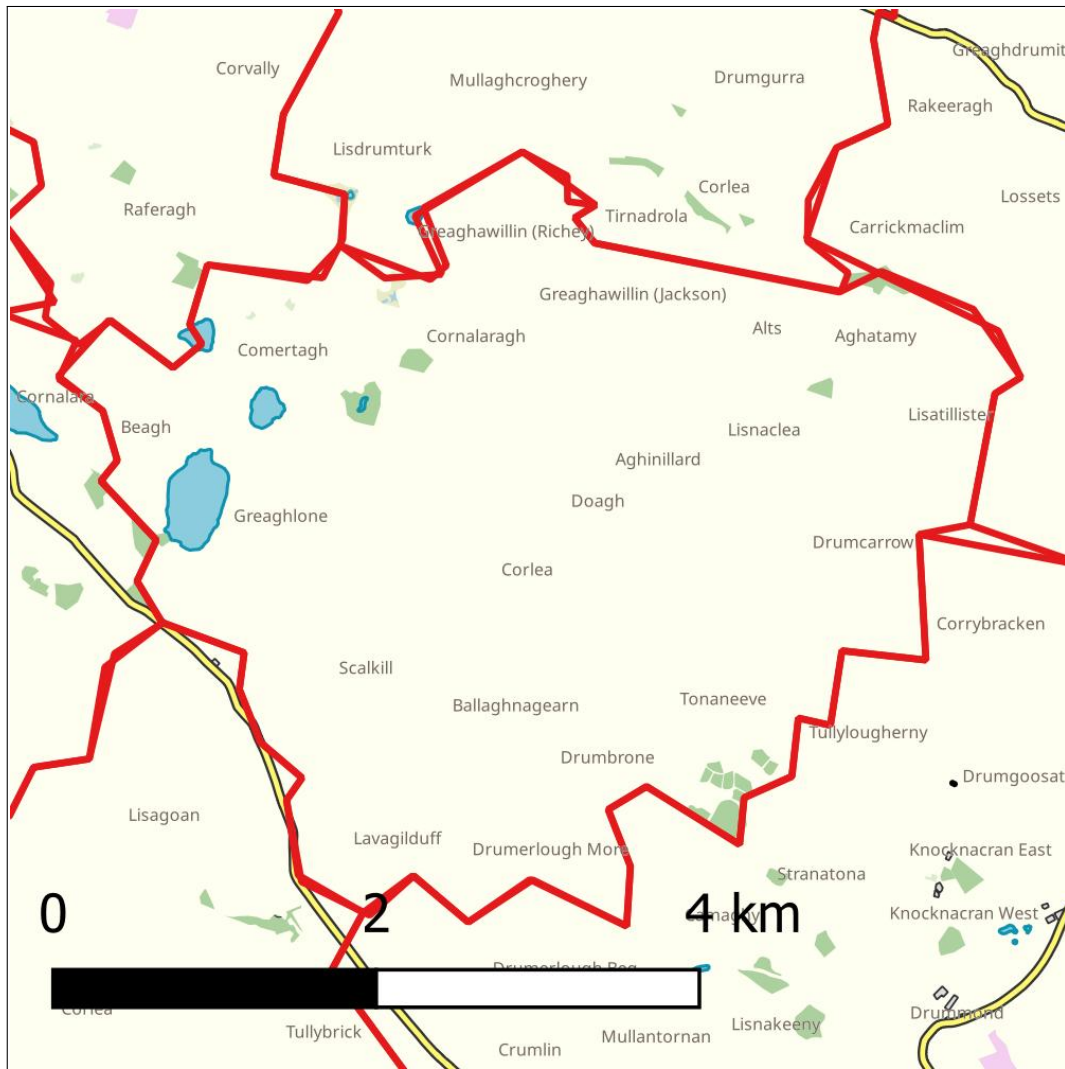 Greaghdrumit
Corvally
Mullaghcroghery
Drumgurra
Rakeeragh
Lisdrumturk
Corlea
Lossets
Raferagh
Tirnadrola
Carrickmaclim
Greaghawillin (Richey)
Greaghawillin (Jackson)
Alts
Aghatamy
Cornalaragh
Comertagh
Cornalara
Lisatillister
Beagh
Lisnaclea
Aghinillard
Doagh
Greaghlone
Drumcarrow
Corlea
Corrybracken
Scalkill
Tonaneeve
Ballaghnagearn
Tullylougherny
Drumbrone
Drumgoosat
Lisagoan
Lavagilduff
Drumerlough More
Knocknacran East
Stranatona
0 2 4 km
Knocknacran West
Drumerlough Beg
Corlea
Drummond
Lisnakeeny
Tullybrick
Mullantornan
Crumlin